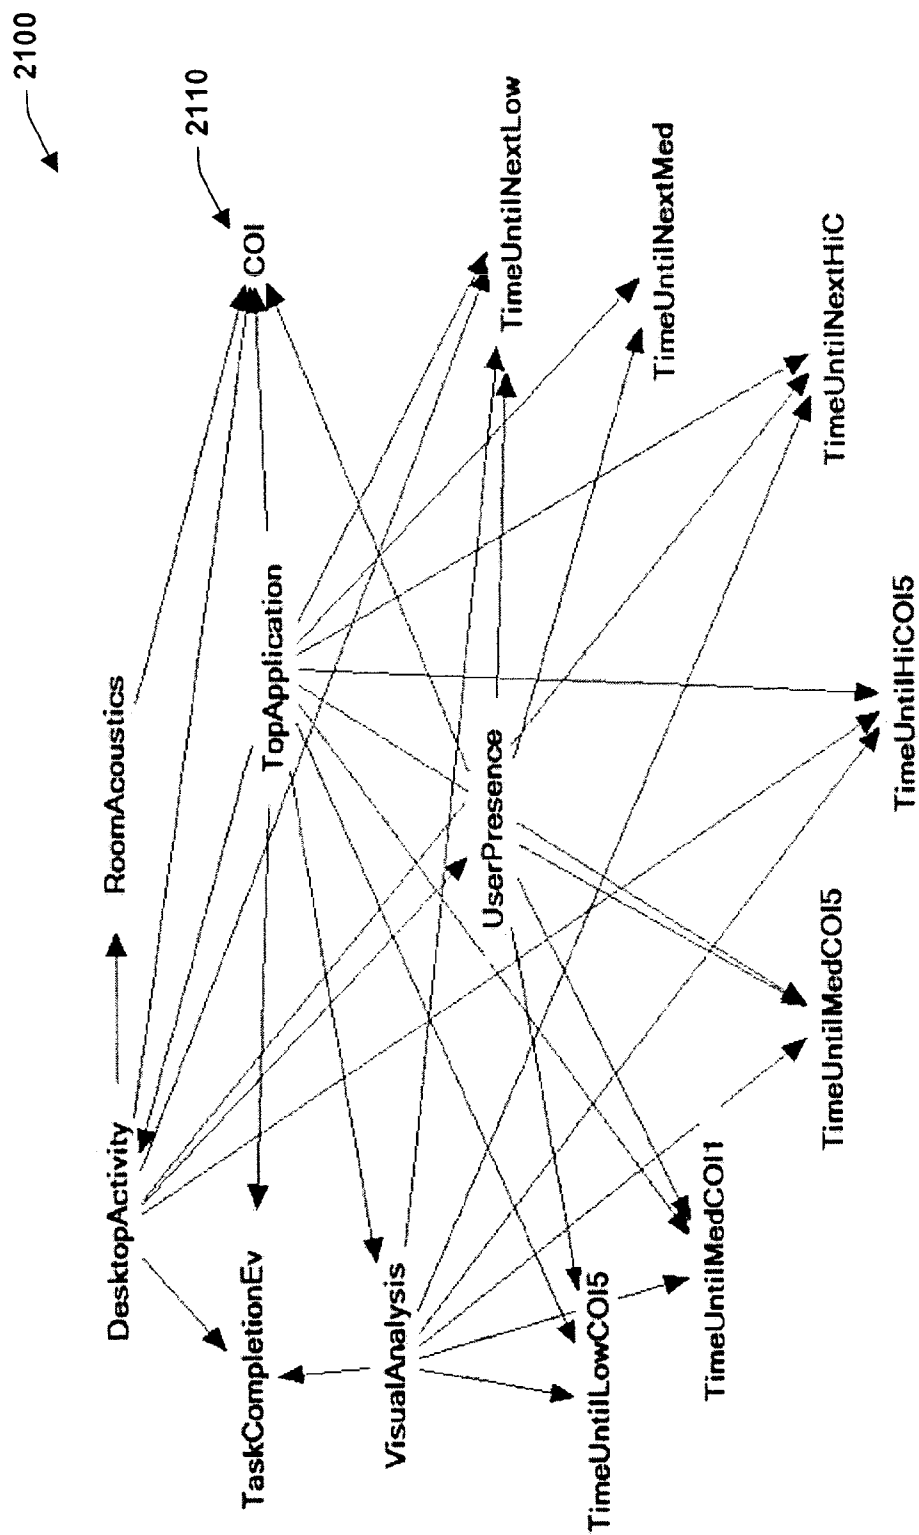 2100
2110
COI
RoomAcoustics
DesktopActivity
TopApplication
TaskCompletionEv
VisualAnalysis
UserPresence
TimeUntilNextLow
TimeUntilNextMed
TimeUntilNextHiC
TimeUntilHiCOI5
TimeUntilMedCOI5
TimeUntilMedCOI1
TimeUntilLowCOI5